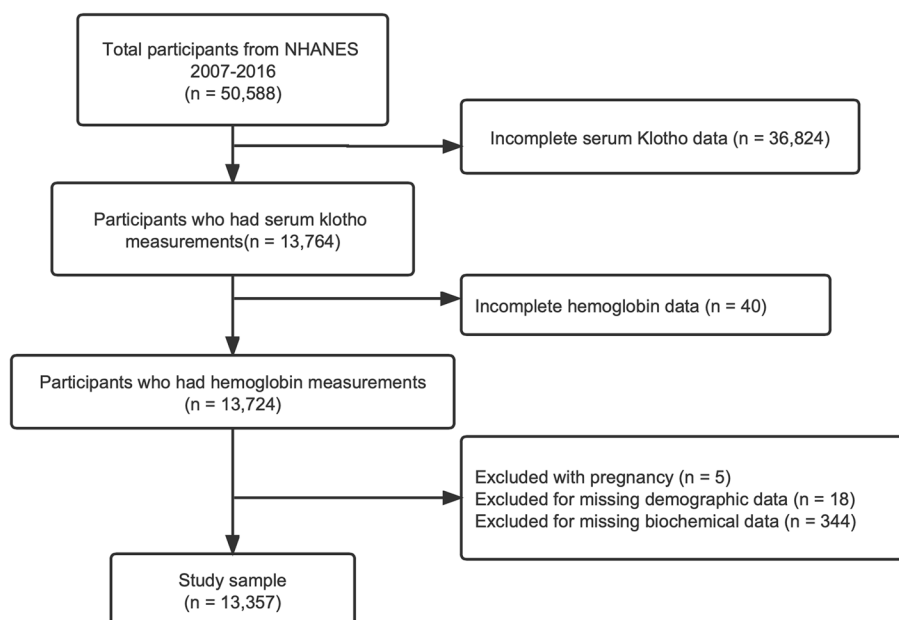 Total participants from NHANES
2007-2016
(n = 50,588)
Incomplete serum Klotho data (n = 36,824)
Participants who had serum klotho
measurements(n = 13,764)
Incomplete hemoglobin data (n = 40)
Participants who had hemoglobin measurements
(n = 13,724)
Excluded with pregnancy (n = 5)
Excluded for missing demographic data (n = 18)
Excluded for missing biochemical data (n = 344)
Study sample
(n = 13,357)